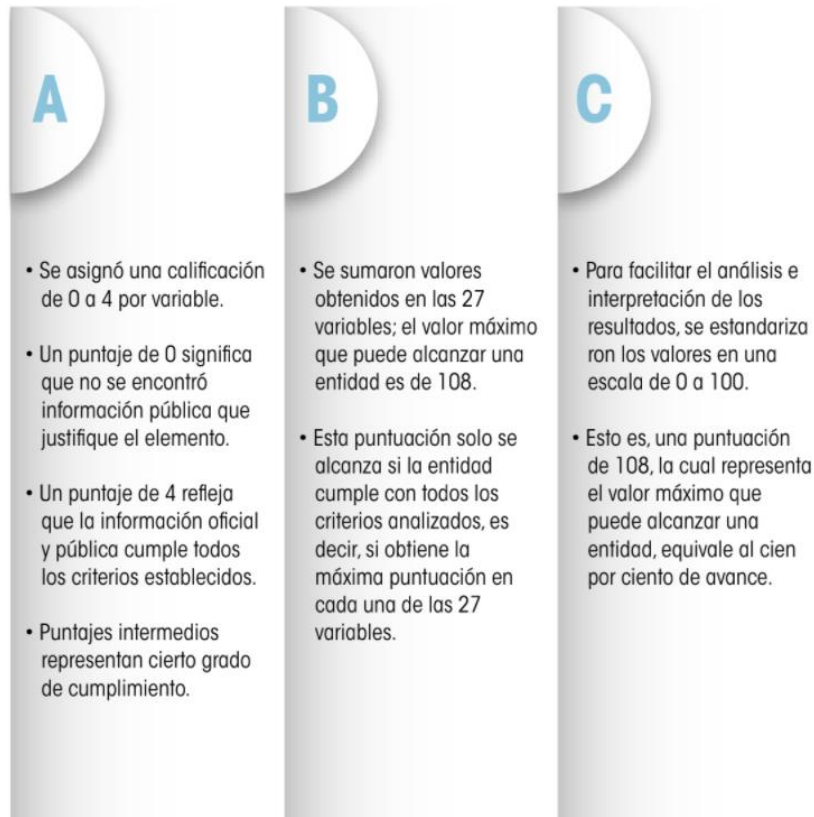 A
• Se asignó una calificación
de 0 a 4 por variable.
• Un puntaje de 0 significa
que no se encontró
información pública que
justifique el elemento.
• Un puntaje de 4 refleja
que la información oficial
y pública cumple todos
los criterios establecidos.
• Puntajes intermedios
representan cierto grado
de cumplimiento.
B
• Se sumaron valores
obtenidos en las 27
variables; el valor máximo
que puede alcanzar una
entidad es de 108.
• Esta puntuación solo se
alcanza si la entidad
cumple con todos los
criterios analizados, es
decir, si obtiene la
máxima puntuación en
cada una de las 27
variables.
C
• Para facilitar el análisis e
interpretación de los
resultados, se estandariza
ron los valores en una
escala de 0 a 100.
• Esto es, una puntuación
de 108, la cual representa
el valor máximo que
puede alcanzar una
entidad, equivale al cien
por ciento de avance.